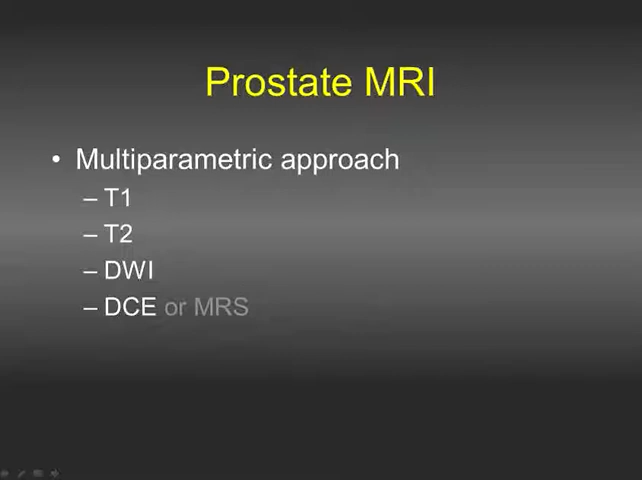 Prostate MRI
• Multiparametric approach
– T1
– T2
– DWI
– DCE or MRS